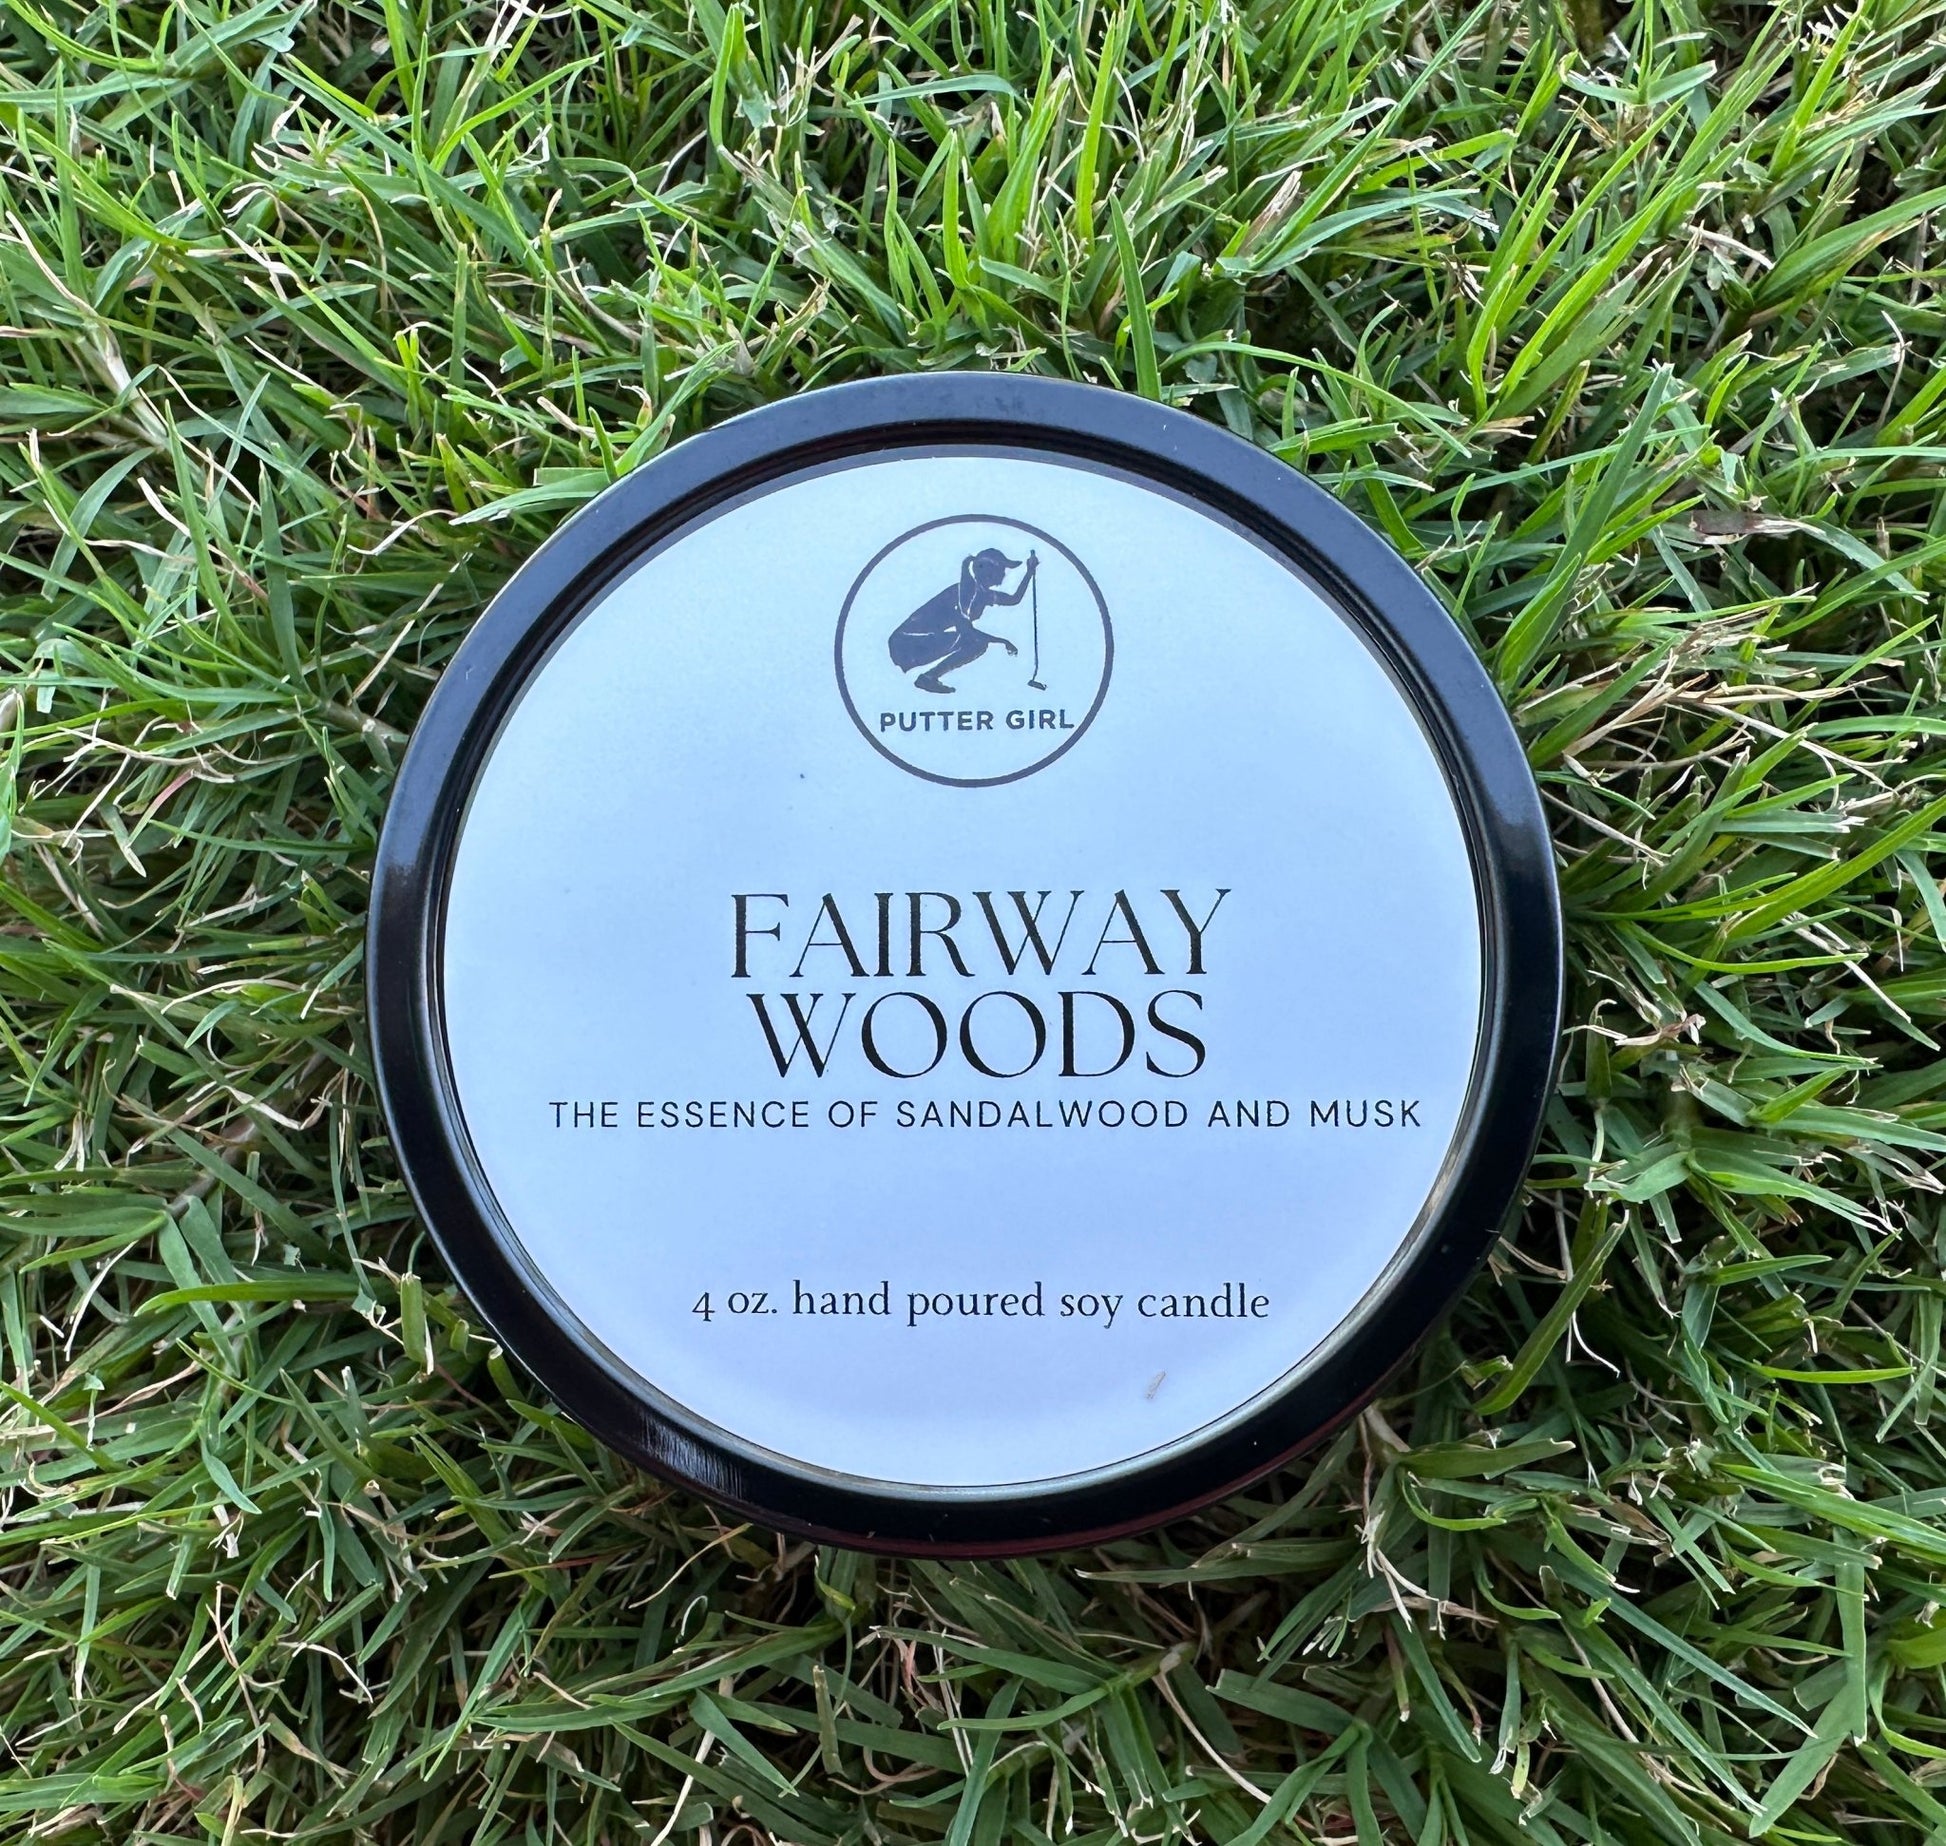 PUTTER GIRL
FAIRWAY
WOODS
THE ESSENCE OF SANDALWOOD AND MUSK
4 oz. hand poured soy candle